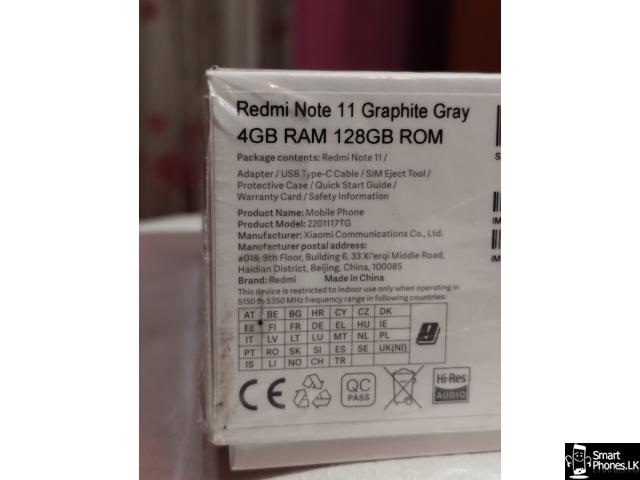 Redmi Note 11 Graphite Gray
4GB RAM 128GB ROM
Package contents: Redmi Note 11 /
Adapter / USB Type-C Cable / SIM Eject Tool /
Protective Case / Quick Start Guide /
Warranty Card / Safety Information
Product Name: Mobile Phone
Product Model: 2201117TG
Manufacturer: Xiaomi Communications Co., Ltd.
Manufacturer postal address:
#019, 9th Floor, Building 6, 33 Xi'erqi Middle Road,
Haidian District, Beijing, China, 100085
Brand: Redmi Made in China
This device is restricted to indoor use only when operating in
5150 to 5350 MHz frequency range in following countries:
AT BE BG HR CY CZ DK
EE FI FR DE EL HU IE
IT LV LT LU MT NL PL
PT RO SK SI ES SE UK(NI)
IS LI NO CH TR
CE
QC
PASS
Hi-Res
AUDIO
S
IM
IM
Smart
Phones.LK